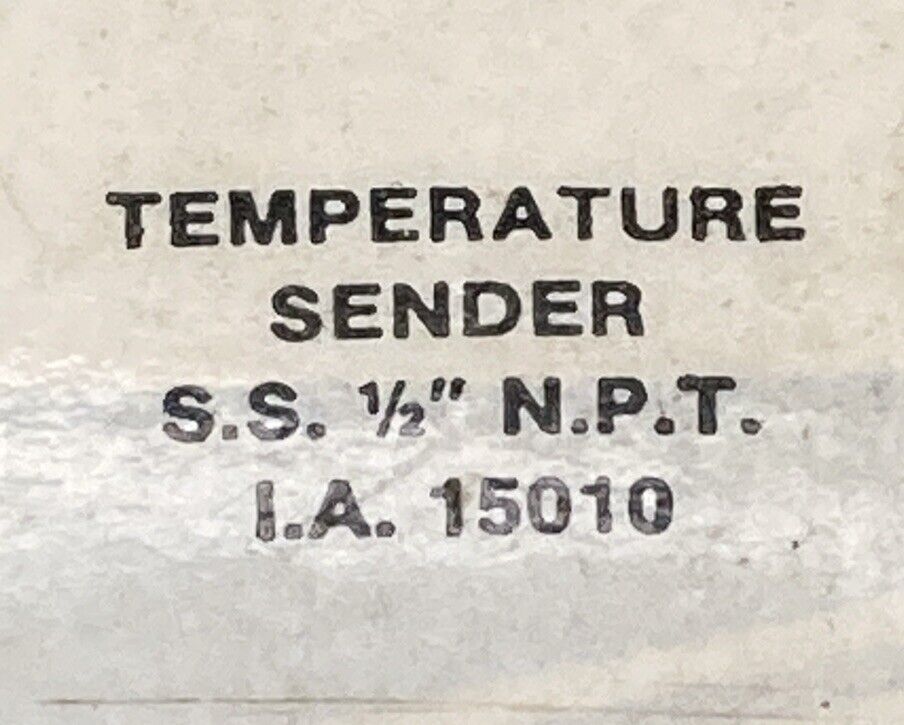 TEMPERATURE
SENDER
S.S. ½" N.P.T.
I.A. 15010